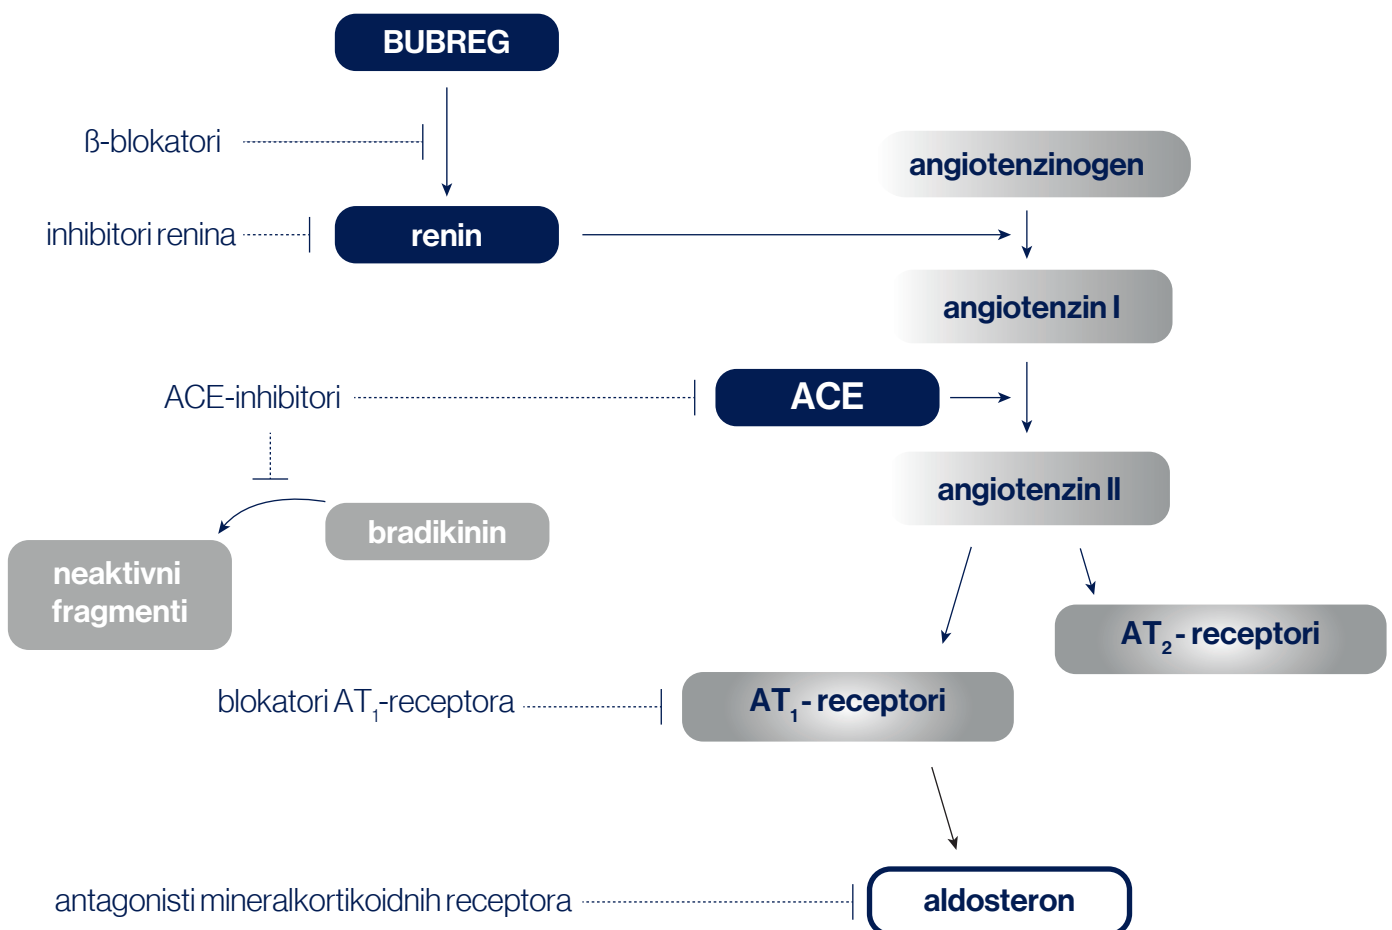 BUBREG
ß-blokatori
angiotenzinogen
inhibitori renina
renin
angiotenzin I
ACE-inhibitori
ACE
angiotenzin II
bradikinin
neaktivni
fragmenti
AT₂- receptori
blokatori AT₁-receptora
AT₁- receptori
antagonisti mineralkortikoidnih receptora
aldosteron